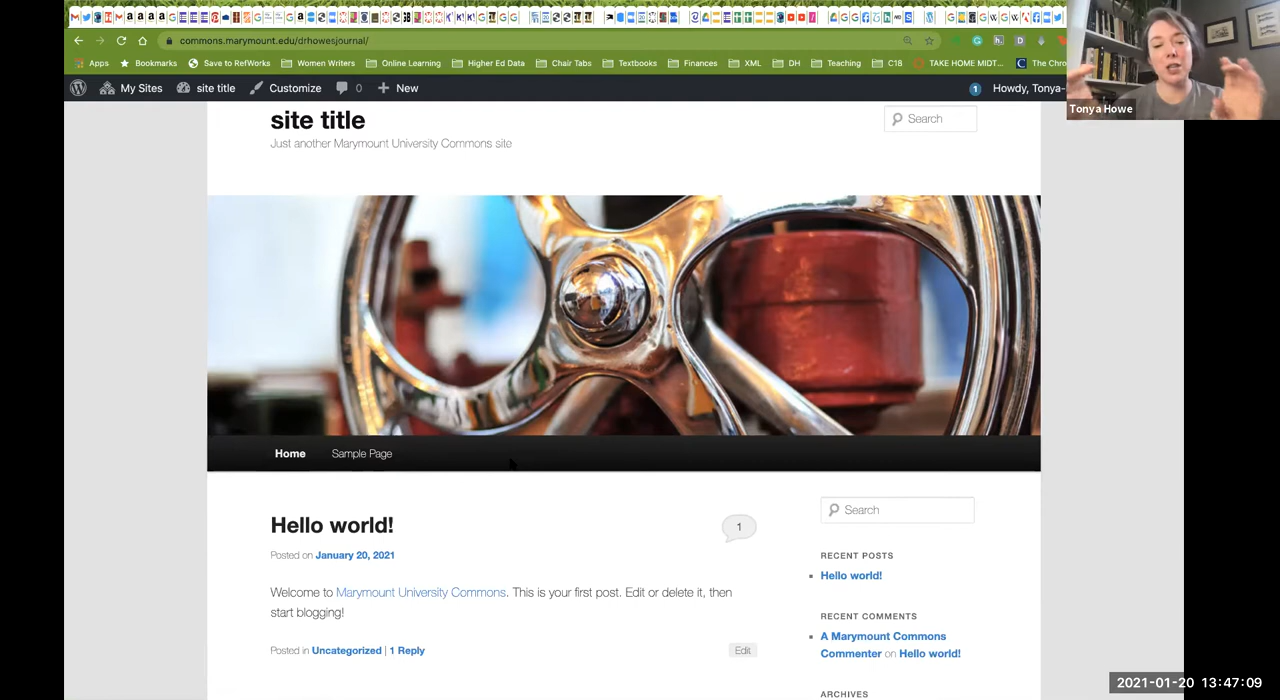 commons.marymount.edu/drhowesjournal/
Apps Bookmarks Save to RefWorks Women Writers Online Learning Higher Ed Data Chair Tabs Textbooks Finances XML DH Teaching C18 TAKE HOME MIDT... The Chro
My Sites site title Customize 0 New 1 Howdy, Tonya-
Tonya Howe
site title
Search
Just another Marymount University Commons site
Home Sample Page
Hello world!
1
Search
Posted on January 20, 2021
RECENT POSTS
Hello world!
Welcome to Marymount University Commons. This is your first post. Edit or delete it, then
start blogging!
RECENT COMMENTS
A Marymount Commons
Commenter on Hello world!
Posted in Uncategorized | 1 Reply
Edit
ARCHIVES
2021-01-20 13:47:09